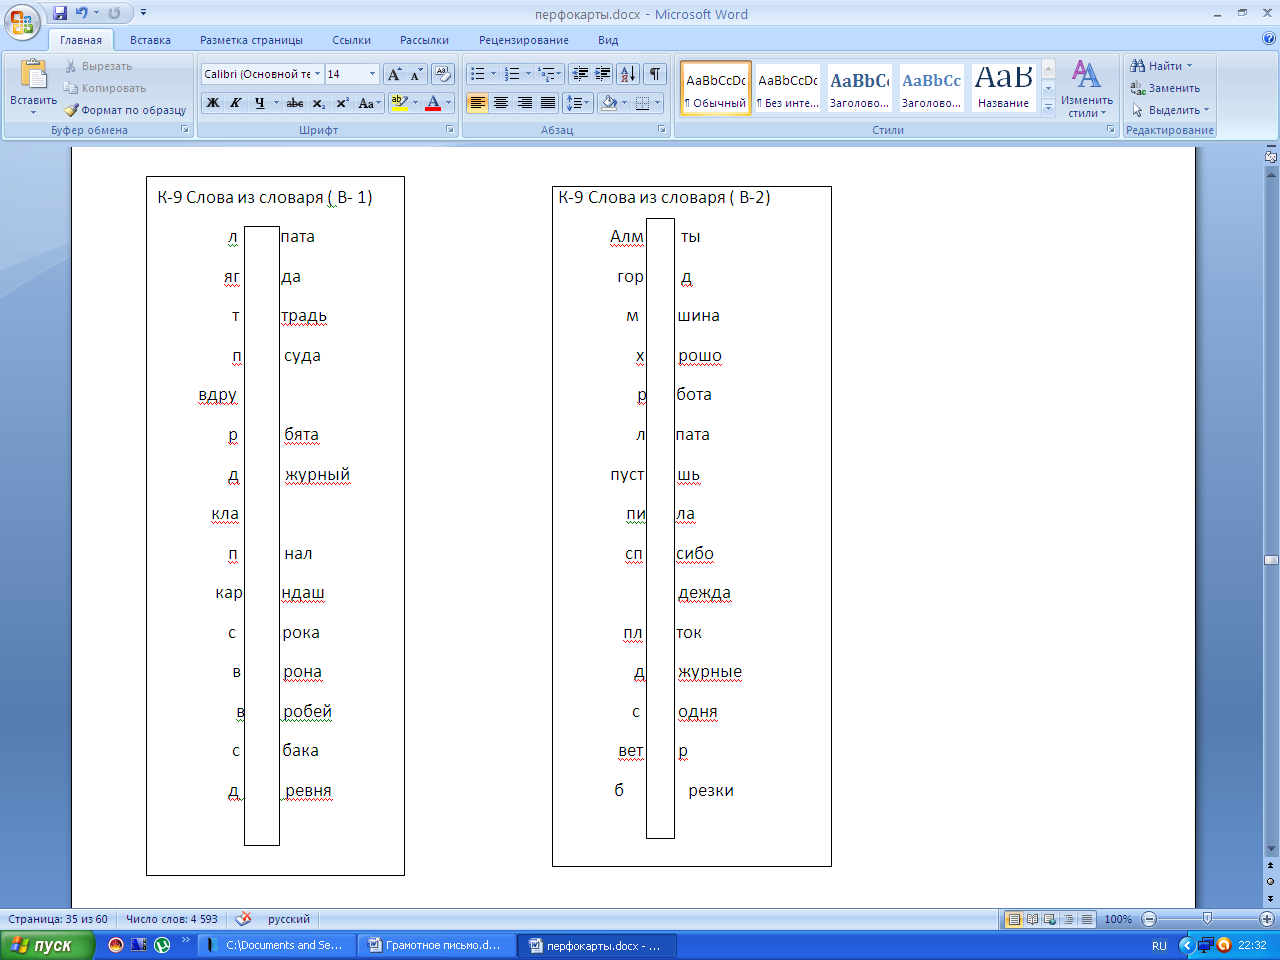 перфокарты.docx - Microsoft Word
Главная Вставка Разметка страницы Ссылки Рассылки Рецензирование Вид
Вставить
Вырезать
Копировать
Формат по образцу
Буфер обмена
Calibri (Основной те 14
Ж К Ч abc x₂ x² Aa
Шрифт
Абзац
AaBbCcDc AaBbCcDc AaBbC AaBbCc AaB
¶ Обычный ¶ Без инте... Заголово... Заголово... Название
Изменить стили
Стили
Найти
Заменить
Выделить
Редактирование
К-9 Слова из словаря ( В- 1)
л пата
яг да
т традь
п суда
вдру
р бята
д журный
кла
п нал
кар ндаш
с рока
в рона
в робей
с бака
д ревня
К-9 Слова из словаря ( В-2)
Алм ты
гор д
м шина
х рошо
р бота
л пата
пуст шь
пи ла
сп сибо
дежда
пл ток
д журные
с одня
вет р
б резки
Страница: 35 из 60 Число слов: 4 593 русский 100%
пуск C:\Documents and Se... Грамотное письмо.d... перфокарты.docx - ... RU 22:32